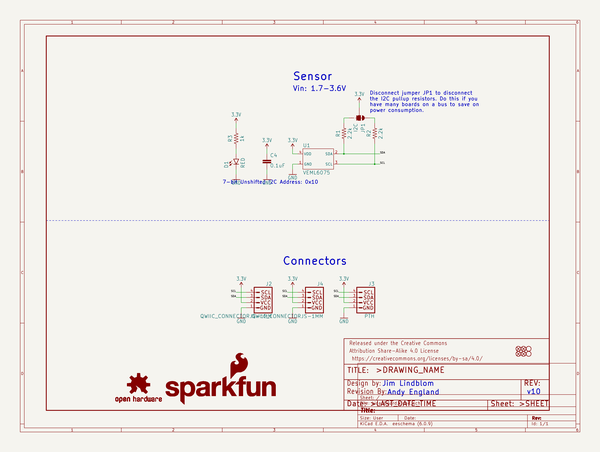 Sensor
Vin: 1.7-3.6V
Disconnect jumper JP1 to disconnect
the I2C pullup resistors. Do this if you
have many boards on a bus to save on
power consumption.
3.3V
3.3V
3.3V
3.3V
R3
1k
D1
RED
C4
0.1uF
U1
VDD
GND
SDA
SCL
VEML6075
GND
R1
2.2k
I2C
JP1
R2
2.2k
7-bit Unshifted I2C Address: 0x10
Connectors
3.3V
3.3V
3.3V
J2
SCL
SDA
VCC
GND
J4
SCL
SDA
VCC
GND
J3
SCL
SDA
VCC
GND
PTH
GND
GND
GND
Released under the Creative Commons
Attribution Share-Alike 4.0 License
https://creativecommons.org/licenses/by-sa/4.0/
TITLE: >DRAWING_NAME
Design by: Jim Lindblom
REV:
Revision By: Andy England
v10
Date: >LAST_DATE_TIME
Sheet: >SHEET
Sheet: /
Title:
Size: User
Date:
Rev:
KiCad E.D.A. eeschema (6.0.9)
Id: 1/1
open hardware
sparkfun